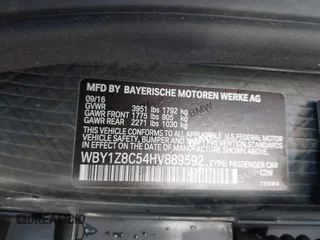 MFD BY BAYERISCHE MOTOREN WERKE AG
09/16
GVWR 3951 lbs 1792 kg
GAWR FRONT 1775 lbs 805 kg
GAWR REAR 2271 lbs 1030 kg
THIS VEHICLE CONFORMS TO ALL APPLICABLE U.S. FEDERAL
MOTOR VEHICLE SAFETY, BUMPER, AND THEFT PREVENTION
STANDARDS IN EFFECT ON THE DATE OF MANUFACTURE SHOWN ABOVE.
WBY1Z8C54HV889592 TYPE: PASSENGER CAR
C2W